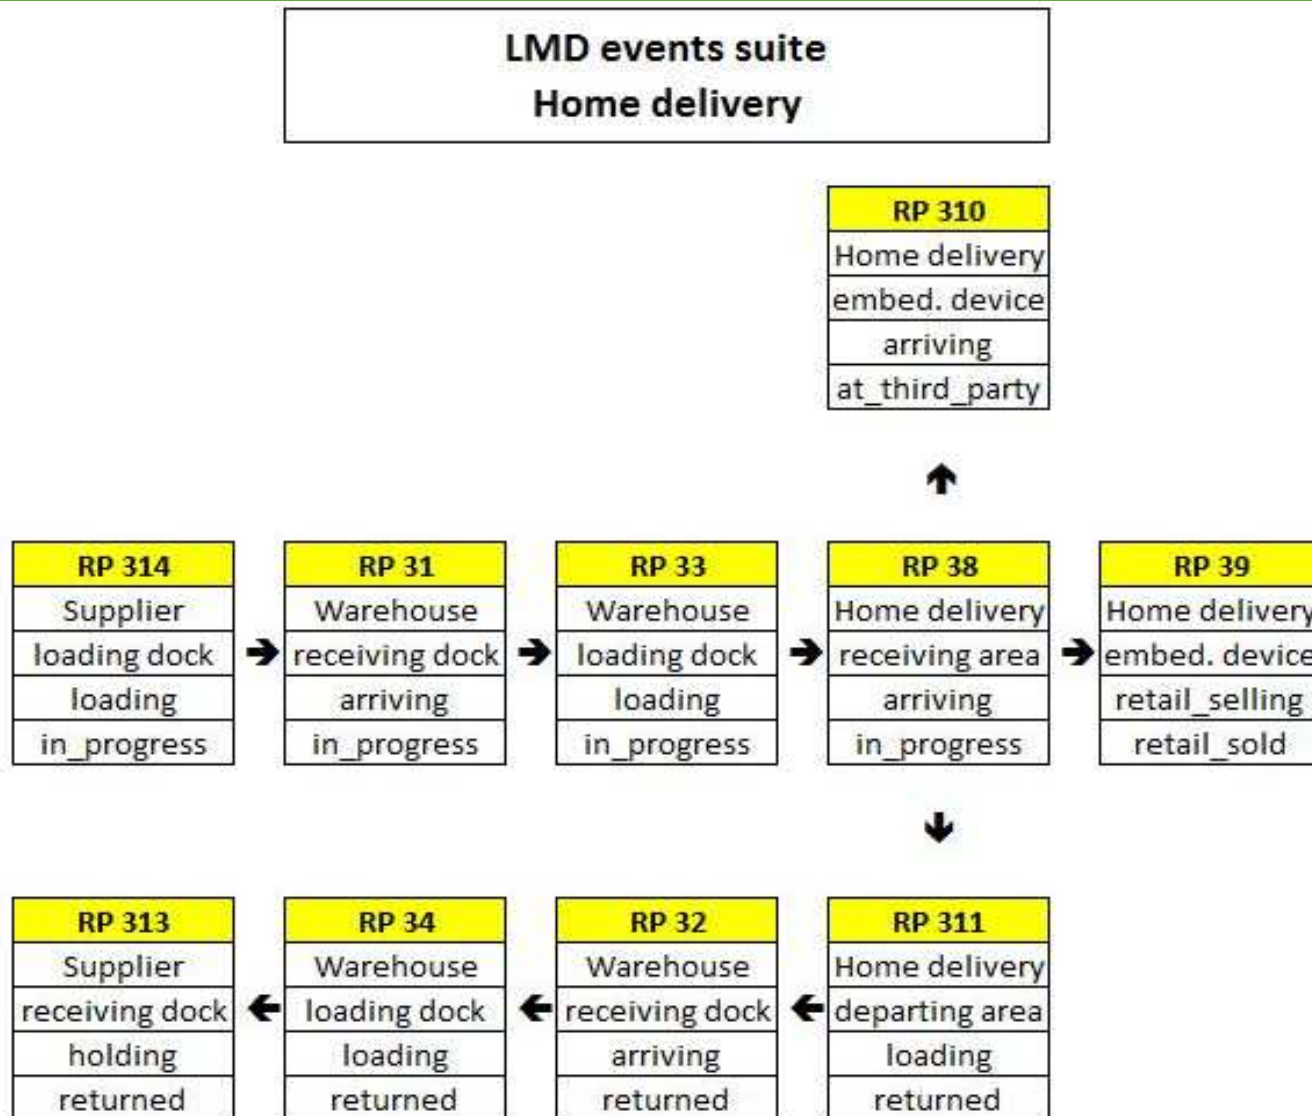 LMD events suite
Home delivery
RP 310
Home delivery
embed. device
arriving
at_third_party
RP 314
Supplier
loading dock
loading
in_progress
RP 31
Warehouse
receiving dock
arriving
in_progress
RP 33
Warehouse
loading dock
loading
in_progress
RP 38
Home delivery
receiving area
arriving
in_progress
RP 39
Home delivery
embed. device
retail_selling
retail_sold
RP 313
Supplier
receiving dock
holding
returned
RP 34
Warehouse
loading dock
loading
returned
RP 32
Warehouse
receiving dock
arriving
returned
RP 311
Home delivery
departing area
loading
returned